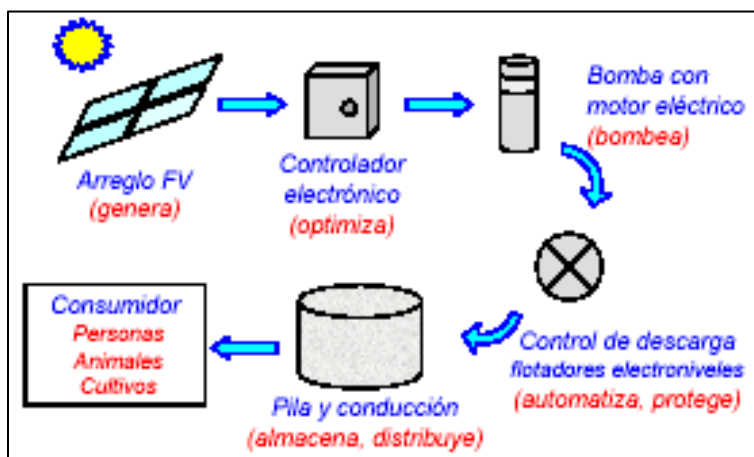 Arreglo FV
(genera)
Controlador
electrónico
(optimiza)
Bomba con
motor eléctrico
(bombea)
Control de descarga
flotadores electroniveles
(automatiza, protege)
Pila y conducción
(almacena, distribuye)
Consumidor
Personas
Animales
Cultivos